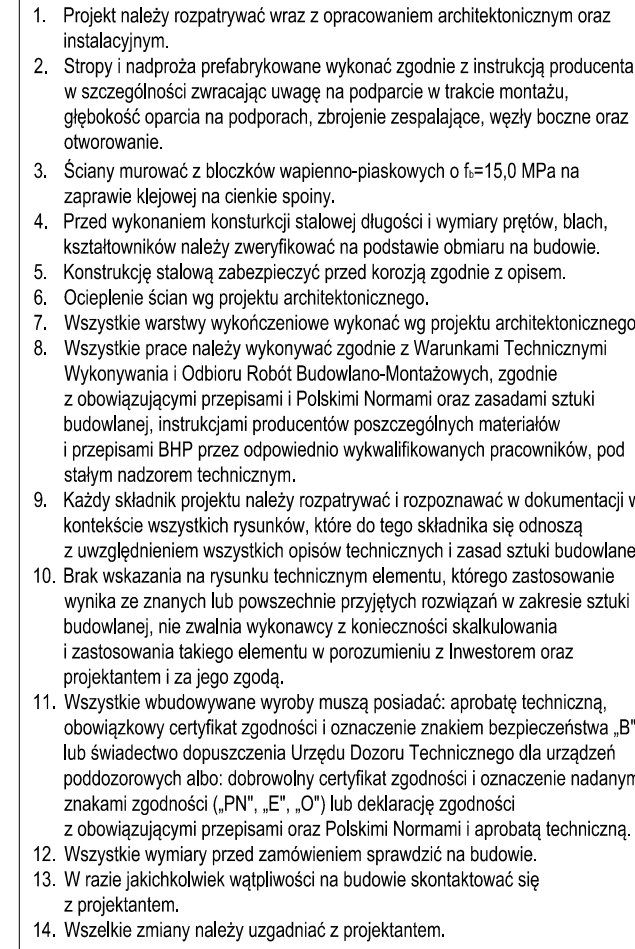 1. Projekt należy rozpatrywać wraz z opracowaniem architektonicznym oraz
instalacyjnym.
2. Stropy i nadproża prefabrykowane wykonać zgodnie z instrukcją producenta
w szczególności zwracając uwagę na podparcie w trakcie montażu,
głębokość oparcia na podporach, zbrojenie zespalające, węzły boczne oraz
otworowanie.
3. Ściany murować z bloczków wapienno-piaskowych o fb=15,0 MPa na
zaprawie klejowej na cienkie spoiny.
4. Przed wykonaniem konsturkcji stalowej długości i wymiary prętów, blach,
kształtowników należy zweryfikować na podstawie obmiaru na budowie.
5. Konstrukcję stalową zabezpieczyć przed korozją zgodnie z opisem.
6. Ocieplenie ścian wg projektu architektonicznego.
7. Wszystkie warstwy wykończeniowe wykonać wg projektu architektonicznego
8. Wszystkie prace należy wykonywać zgodnie z Warunkami Technicznymi
Wykonywania i Odbioru Robót Budowlano-Montażowych, zgodnie
z obowiązującymi przepisami i Polskimi Normami oraz zasadami sztuki
budowlanej, instrukcjami producentów poszczególnych materiałów
i przepisami BHP przez odpowiednio wykwalifikowanych pracowników, pod
stałym nadzorem technicznym.
9. Każdy składnik projektu należy rozpatrywać i rozpoznawać w dokumentacji w
kontekście wszystkich rysunków, które do tego składnika się odnoszą
z uwzględnieniem wszystkich opisów technicznych i zasad sztuki budowlane
10. Brak wskazania na rysunku technicznym elementu, którego zastosowanie
wynika ze znanych lub powszechnie przyjętych rozwiązań w zakresie sztuki
budowlanej, nie zwalnia wykonawcy z konieczności skalkulowania
i zastosowania takiego elementu w porozumieniu z Inwestorem oraz
projektantem i za jego zgodą.
11. Wszystkie wbudowywane wyroby muszą posiadać: aprobatę techniczną,
obowiązkowy certyfikat zgodności i oznaczenie znakiem bezpieczeństwa „B"
lub świadectwo dopuszczenia Urzędu Dozoru Technicznego dla urządzeń
poddozorowych albo: dobrowolny certyfikat zgodności i oznaczenie nadanym
znakami zgodności („PN", „E", „O") lub deklarację zgodności
z obowiązującymi przepisami oraz Polskimi Normami i aprobatą techniczną.
12. Wszystkie wymiary przed zamówieniem sprawdzić na budowie.
13. W razie jakichkolwiek wątpliwości na budowie skontaktować się
z projektantem.
14. Wszelkie zmiany należy uzgadniać z projektantem.